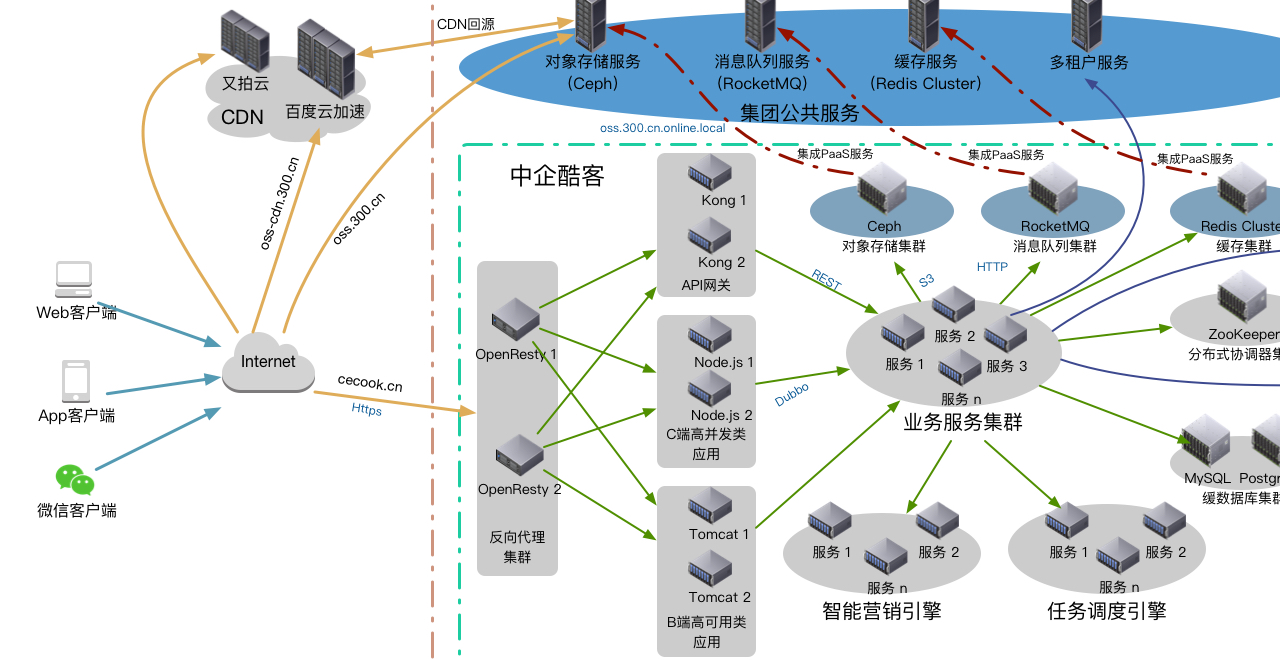 CDN回源
又拍云
百度云加速
CDN
对象存储服务
（Ceph）
消息队列服务
（RocketMQ）
缓存服务
（Redis Cluster）
多租户服务
集团公共服务
oss.300.cn.online.local
集成PaaS服务
集成PaaS服务
集成PaaS服务
中企酷客
oss-cdn.300.cn
oss.300.cn
Web客户端
App客户端
微信客户端
Internet
cecook.cn
Https
OpenResty 1
OpenResty 2
反向代理
集群
Kong 1
Kong 2
API网关
Node.js 1
Node.js 2
C端高并发类
应用
Tomcat 1
Tomcat 2
B端高可用类
应用
REST
Dubbo
S3
HTTP
Ceph
对象存储集群
RocketMQ
消息队列集群
Redis Cluste
缓存集群
ZooKeeper
分布式协调器集
服务 1
服务 2
服务 3
服务 n
业务服务集群
MySQL
Postgr
缓数据库集群
服务 1
服务 2
服务 n
智能营销引擎
服务 1
服务 2
服务 n
任务调度引擎